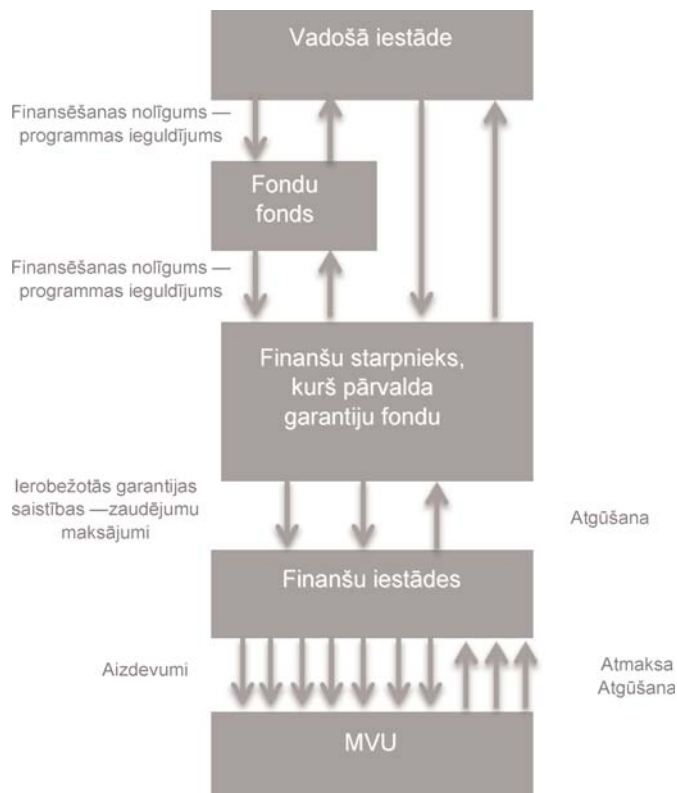 Vadošā iestāde
Finansēšanas nolīgums —
programmas ieguldījums
Fondu
fonds
Finansēšanas nolīgums —
programmas ieguldījums
Finanšu starpnieks,
kurš pārvalda
garantiju fondu
Ierobežotās garantijas
saistības —zaudējumu
maksājumi
Atgūšana
Finanšu iestādes
Aizdevumi
Atmaksa
Atgūšana
MVU